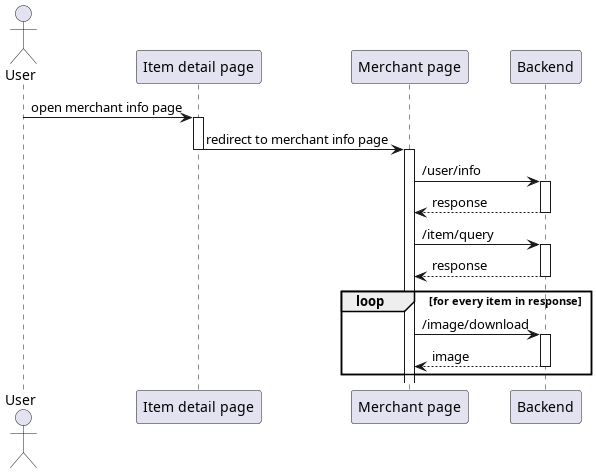 User
Item detail page
Merchant page
Backend
open merchant info page
redirect to merchant info page
/user/info
response
/item/query
response
loop
[for every item in response]
/image/download
image
User
Item detail page
Merchant page
Backend